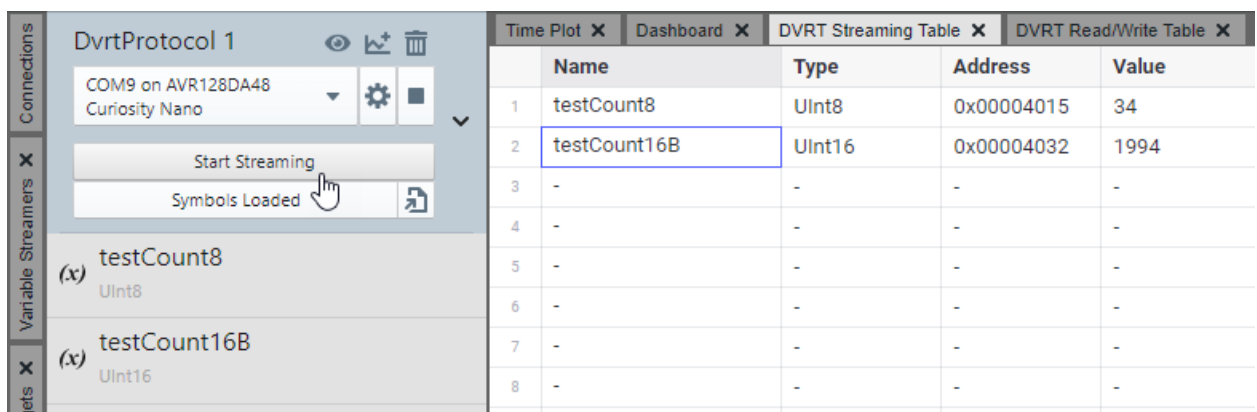 Connections
Variable Streamers
ets
DvrtProtocol 1
COM9 on AVR128DA48
Curiosity Nano
Start Streaming
Symbols Loaded
(x) testCount8
UInt8
(x) testCount16B
UInt16
Time Plot Dashboard DVRT Streaming Table DVRT Read/Write Table
Name Type Address Value
1 testCount8 UInt8 0x00004015 34
2 testCount16B UInt16 0x00004032 1994
3 - - - -
4 - - - -
5 - - - -
6 - - - -
7 - - - -
8 - - - -